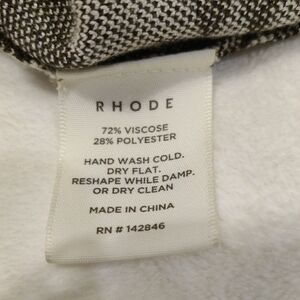 RHODE
72% VISCOSE
28% POLYESTER
HAND WASH COLD.
DRY FLAT.
RESHAPE WHILE DAMP.
OR DRY CLEAN
MADE IN CHINA
RN # 142846